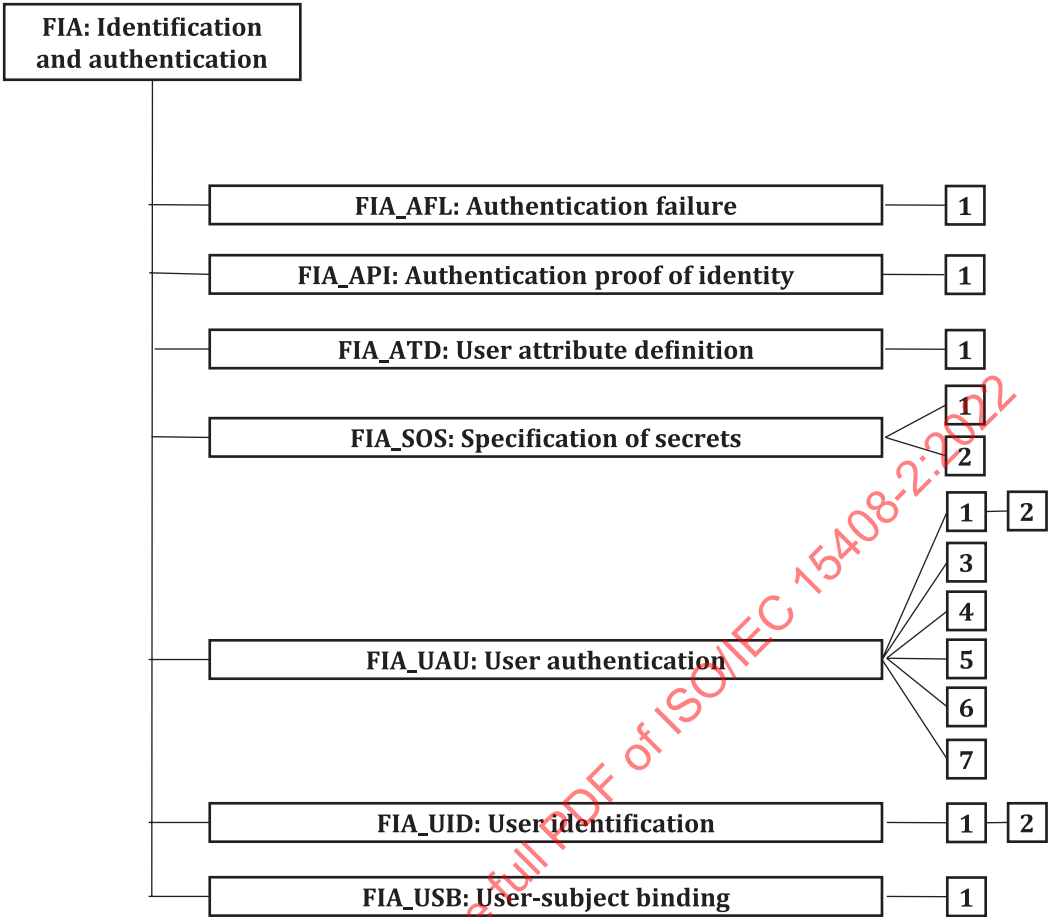 FIA: Identification
and authentication
FIA_AFL: Authentication failure
1
FIA_API: Authentication proof of identity
1
FIA_ATD: User attribute definition
1
FIA_SOS: Specification of secrets
1
2
FIA_UAU: User authentication
1
2
3
4
5
6
7
FIA_UID: User identification
1
2
FIA_USB: User-subject binding
1
e full PDF of ISO/IEC 15408-2:2022